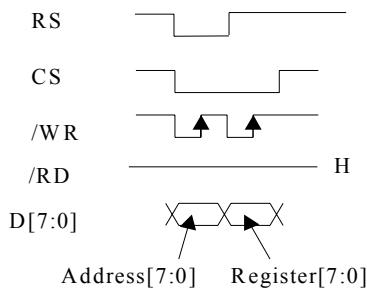 RS
CS
/WR
/RD
H
D[7:0]
Address[7:0] Register[7:0]